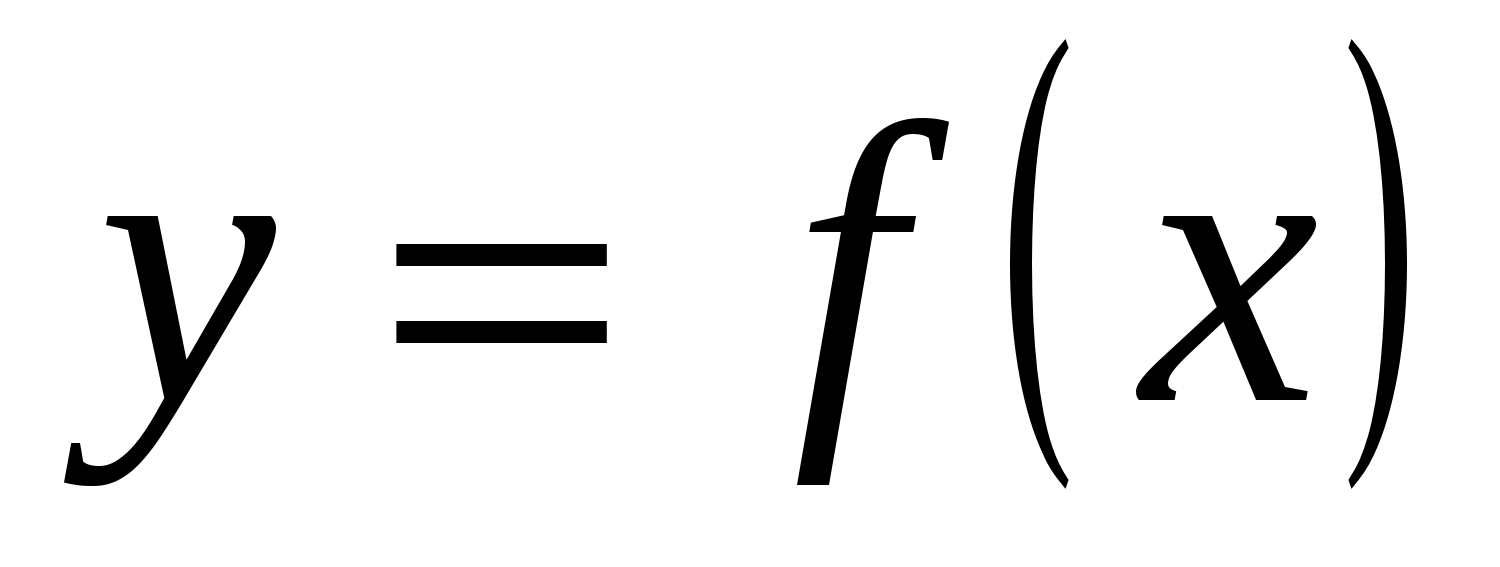 y = f(x)